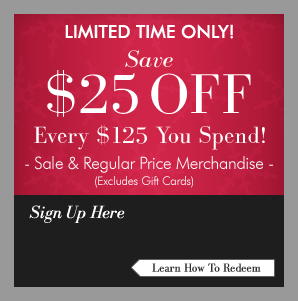 LIMITED TIME ONLY!
Save
$25 OFF
Every $125 You Spend!
- Sale & Regular Price Merchandise -
(Excludes Gift Cards)
Sign Up Here
Learn How To Redeem